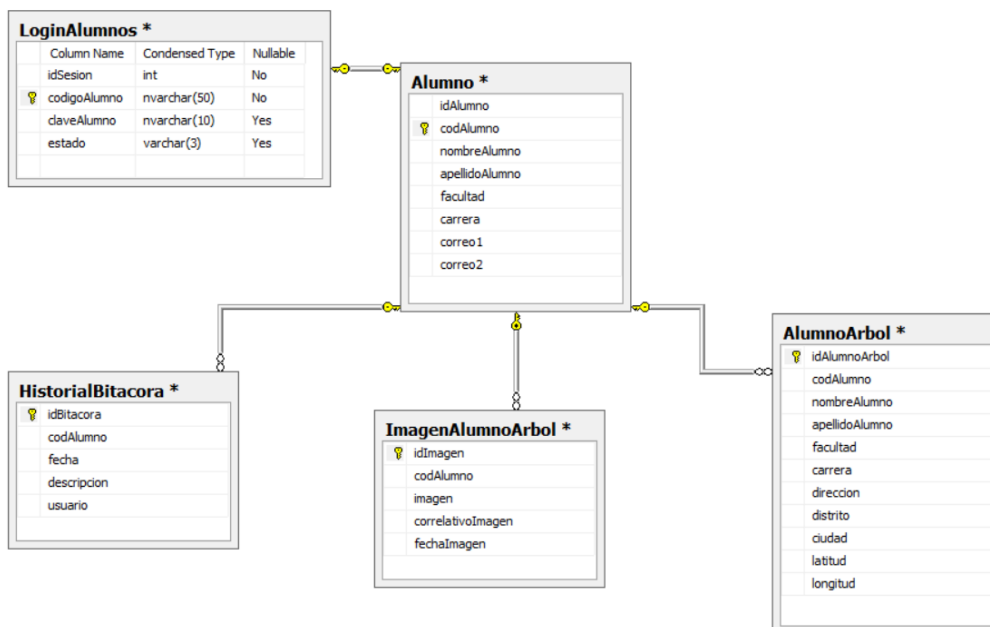 LoginAlumnos *
Column Name Condensed Type Nullable
idSesion int No
codigoAlumno nvarchar(50) No
claveAlumno nvarchar(10) Yes
estado varchar(3) Yes
Alumno *
idAlumno
codAlumno
nombreAlumno
apellidoAlumno
facultad
carrera
correo1
correo2
HistorialBitacora *
idBitacora
codAlumno
fecha
descripcion
usuario
ImagenAlumnoArbol *
idImagen
codAlumno
imagen
correlativoImagen
fechaImagen
AlumnoArbol *
idAlumnoArbol
codAlumno
nombreAlumno
apellidoAlumno
facultad
carrera
direccion
distrito
ciudad
latitud
longitud